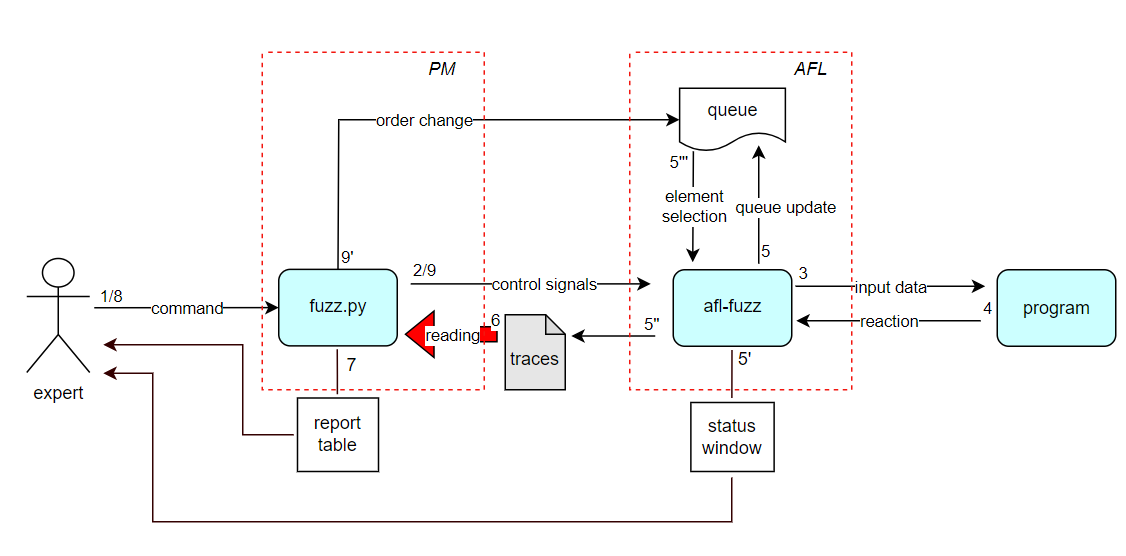 PM
AFL
queue
order change
5'''
element
selection
queue update
9'
5
2/9
3
1/8
command
fuzz.py
control signals
afl-fuzz
input data
program
4
reaction
6
reading
traces
5''
7
5'
expert
report
table
status
window